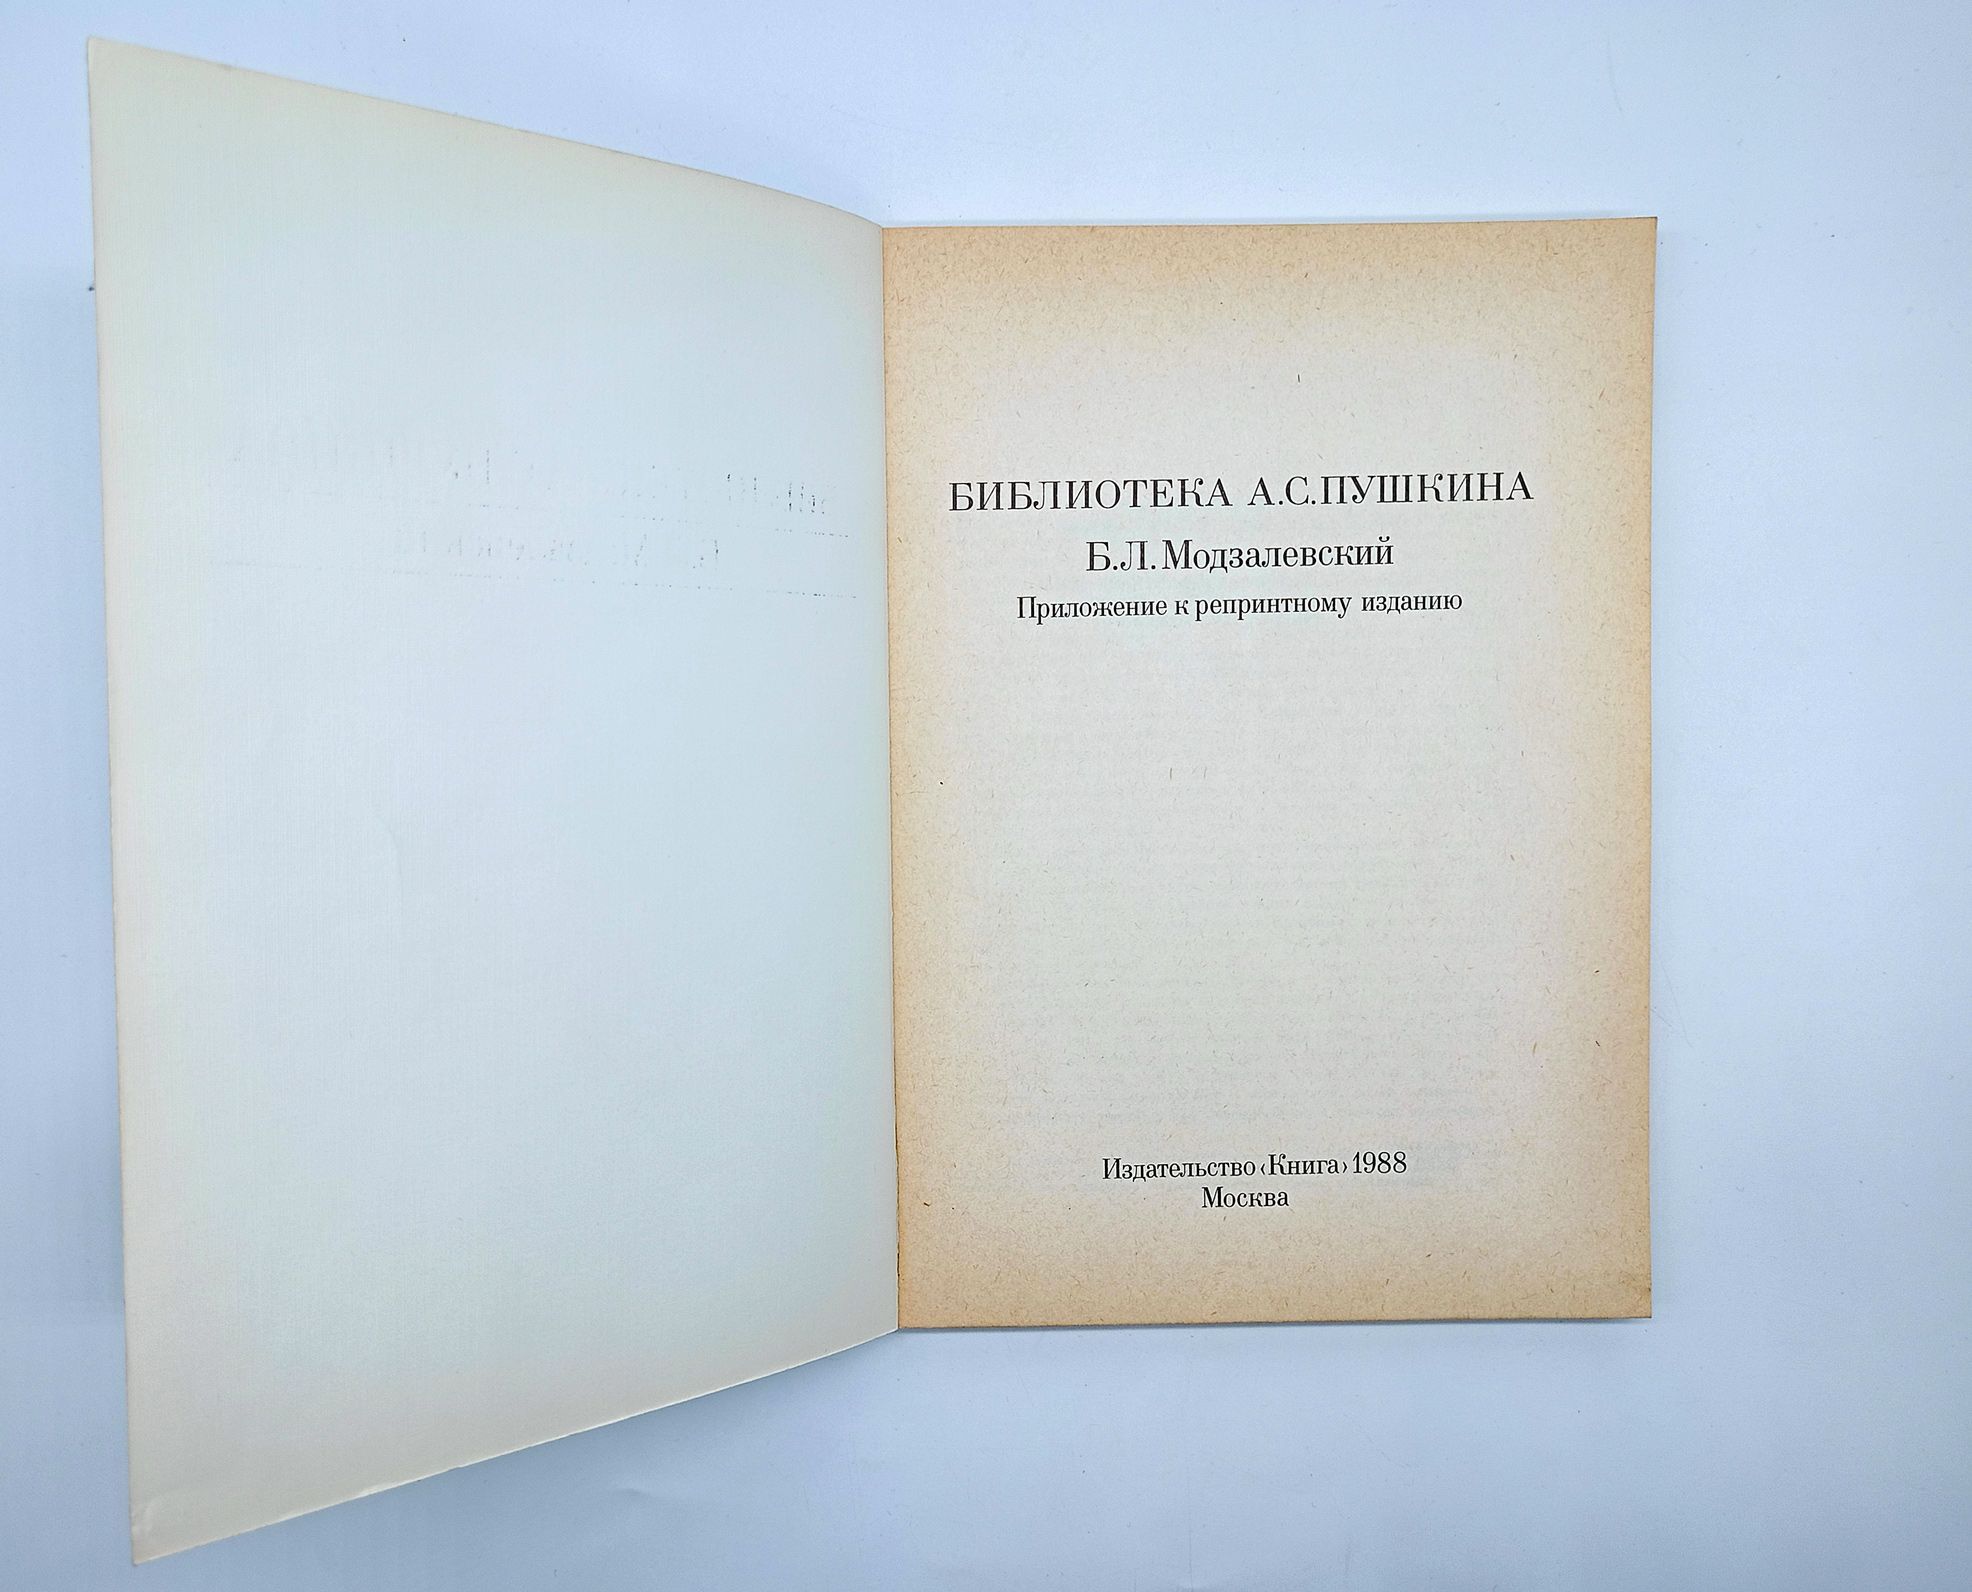 БИБЛИОТЕКА А.С.ПУШКИНА
Б.Л.Модзалевский
Приложение к репринтному изданию
Издательство ‹Книга› 1988
Москва